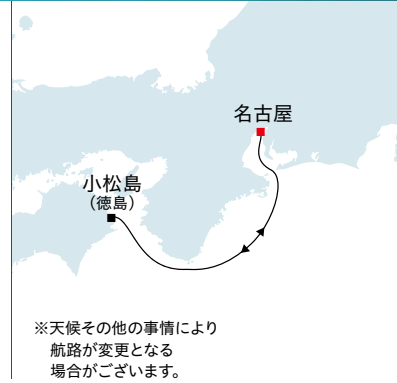 名古屋
小松島
（徳島）
※天候その他の事情により
航路が変更となる
場合がございます。